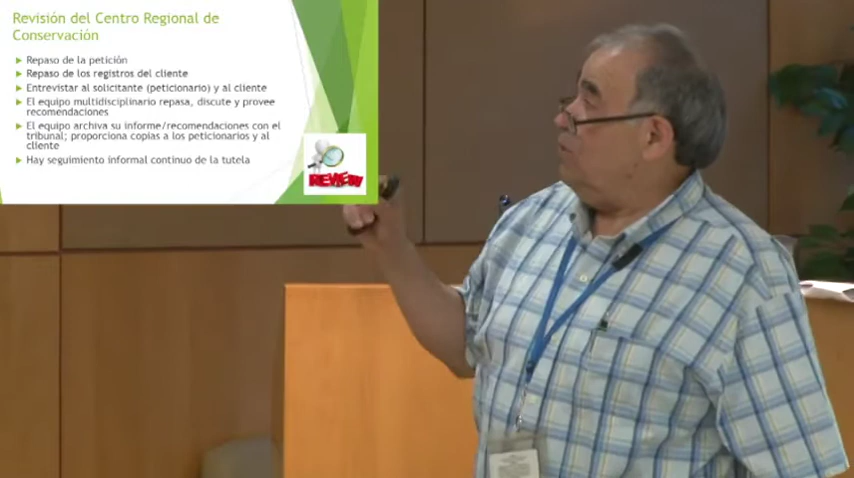 Revisión del Centro Regional de
Conservación
Repaso de la petición
Repaso de los registros del cliente
Entrevistar al solicitante (peticionario) y al cliente
El equipo multidisciplinario repasa, discute y provee
recomendaciones
El equipo archiva su informe/recomendaciones con el
tribunal; proporciona copias a los peticionarios y al
cliente
Hay seguimiento informal continuo de la tutela
REVIEW